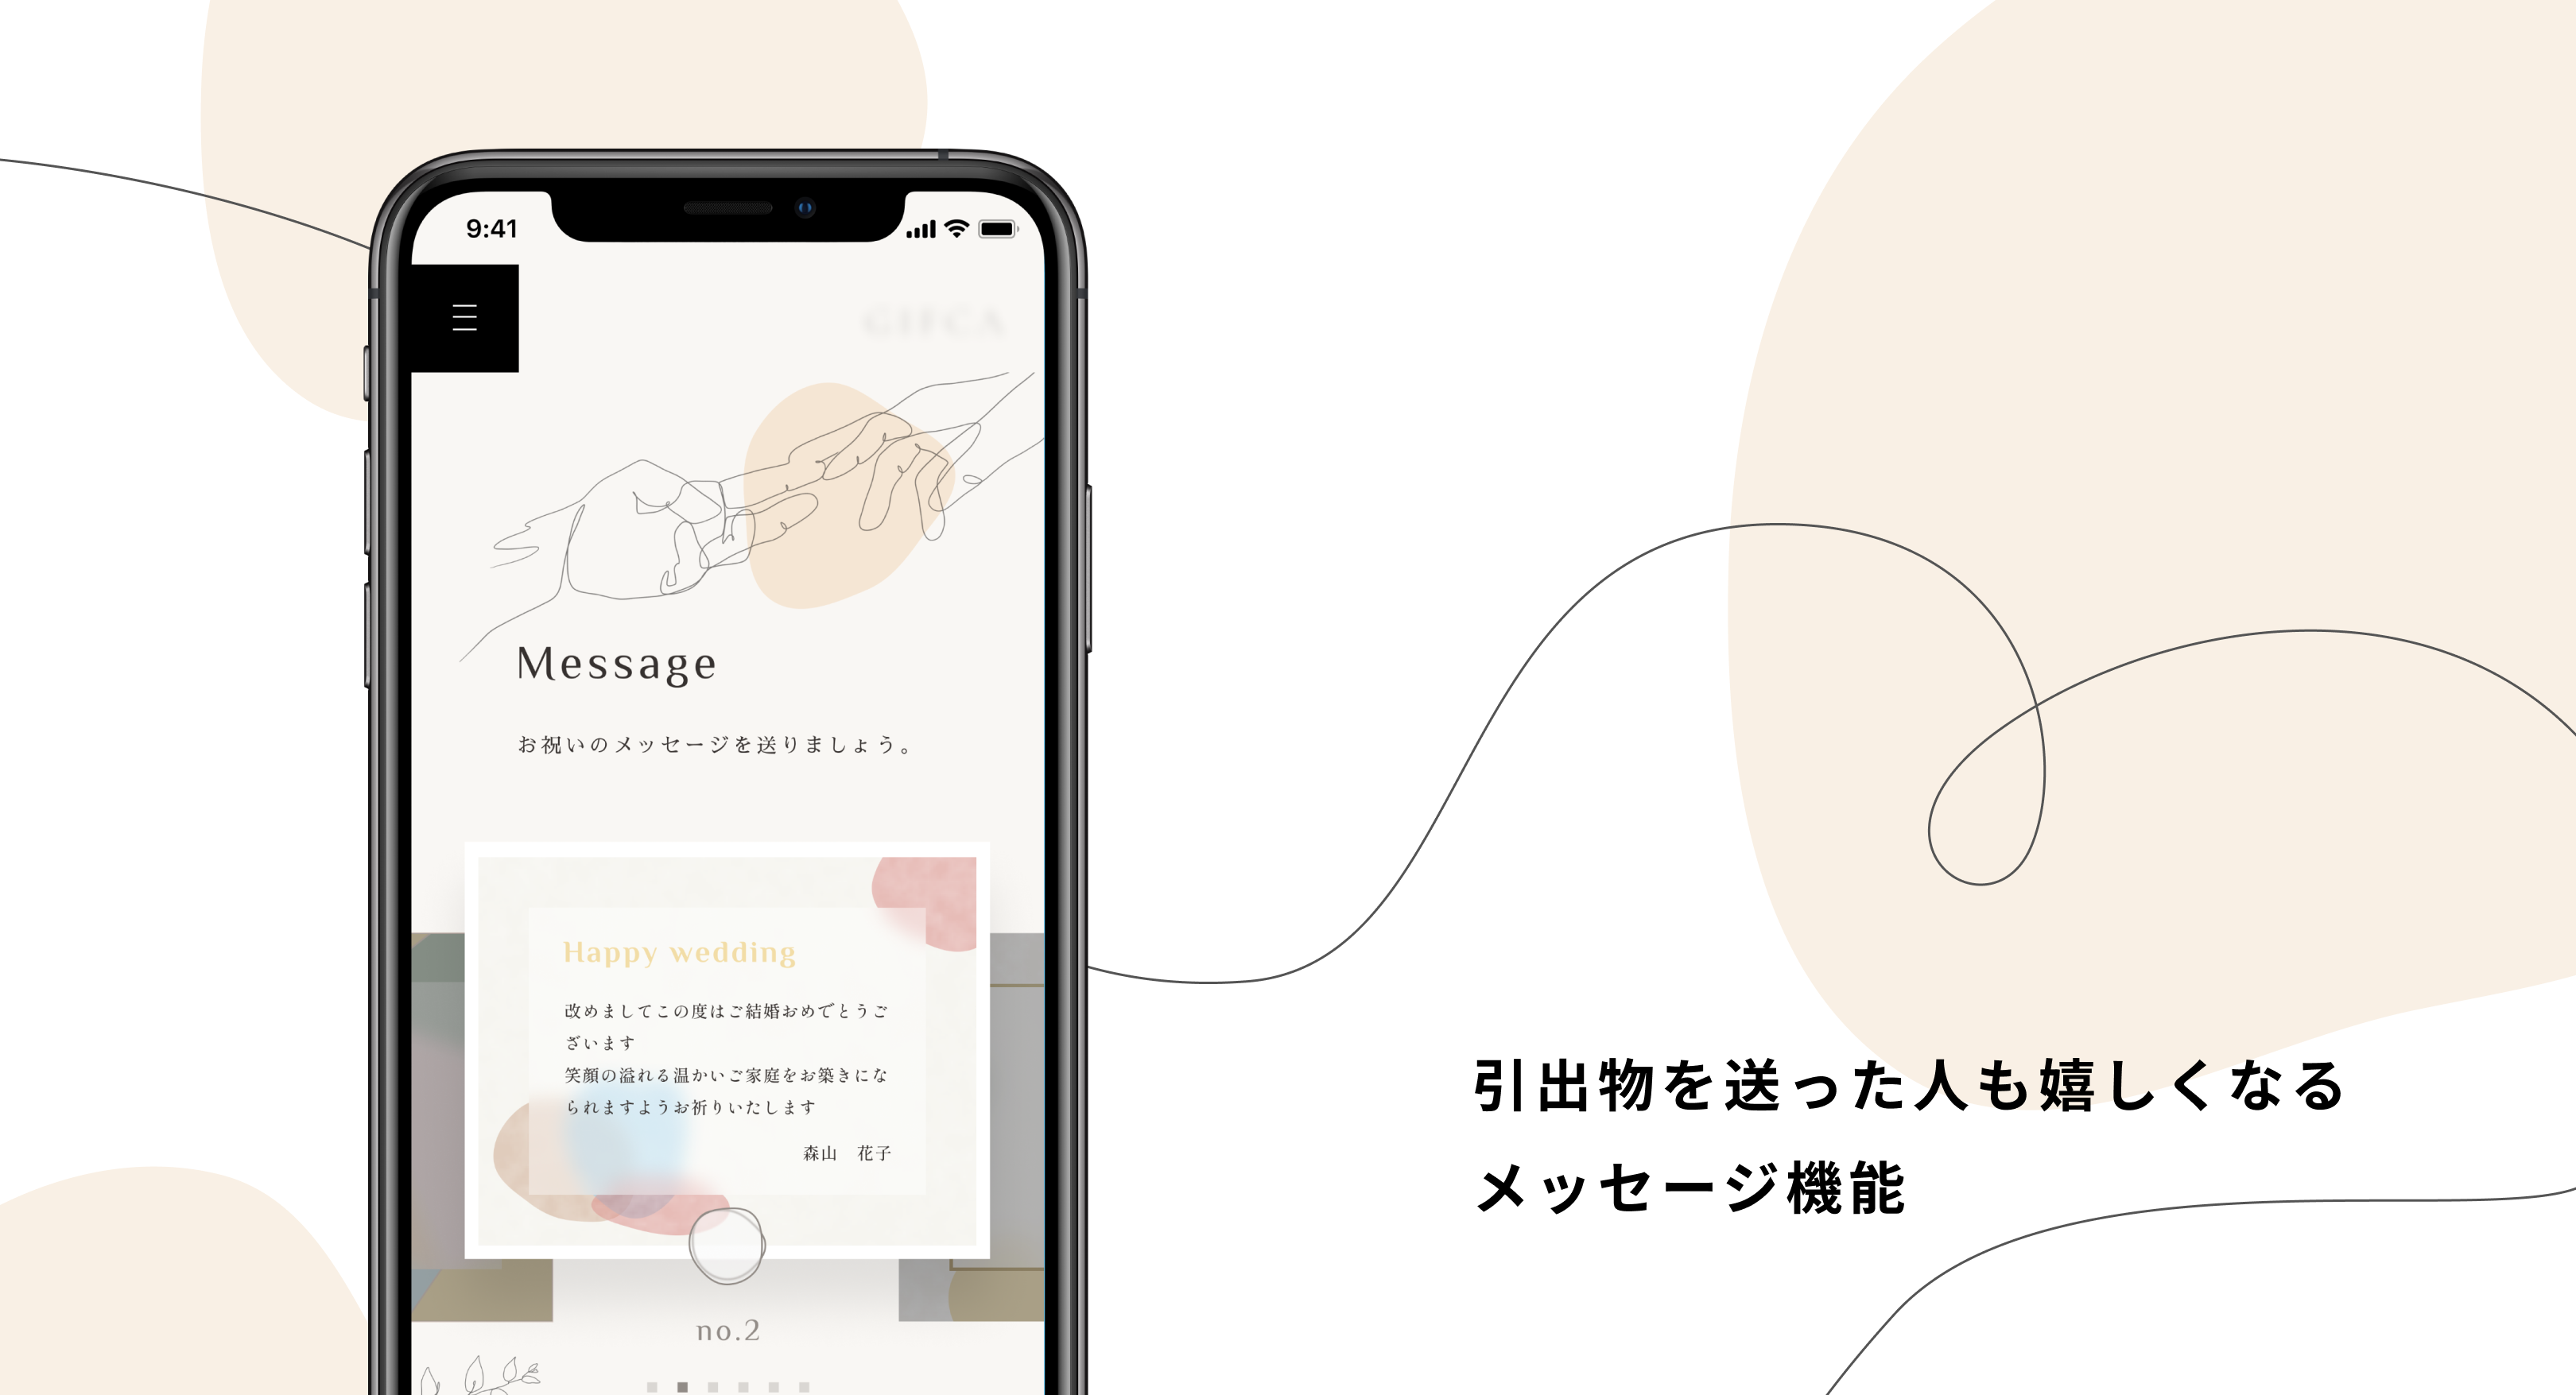 9:41
GIFCA
Message
お祝いのメッセージを送りましょう。
Happy wedding
改めましてこの度はご結婚おめでとうご
ざいます
笑顔の溢れる温かいご家庭をお築きにな
られますようお祈りいたします
森山　花子
no.2
引出物を送った人も嬉しくなる
メッセージ機能